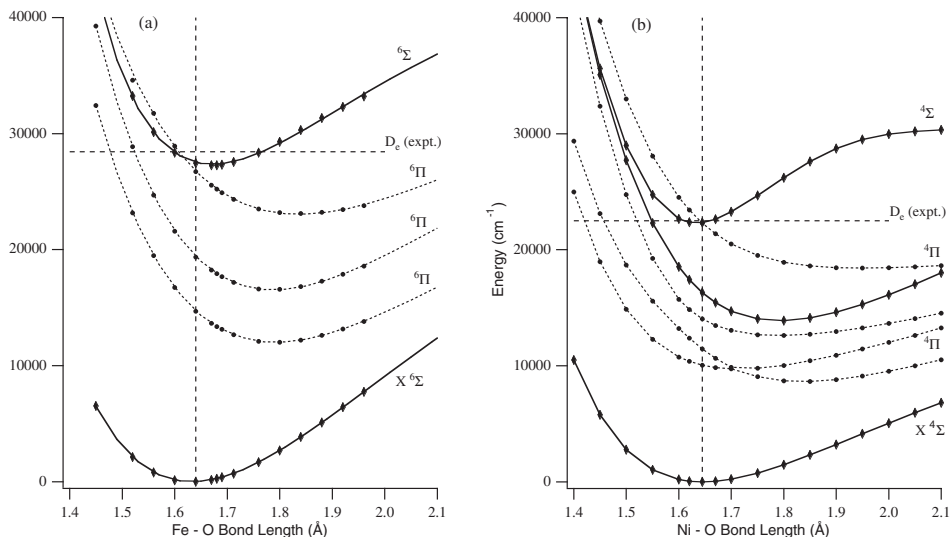 (a)
40000
30000
20000
10000
0
⁶Σ
Dₑ (expt.)
⁶Π
⁶Π
⁶Π
X ⁶Σ
1.4 1.5 1.6 1.7 1.8 1.9 2.0 2.1
Fe - O Bond Length (Å)
(b)
Energy (cm⁻¹)
40000
30000
20000
10000
0
⁴Σ
Dₑ (expt.)
⁴Π
⁴Π
X ⁴Σ
1.4 1.5 1.6 1.7 1.8 1.9 2.0 2.1
Ni - O Bond Length (Å)